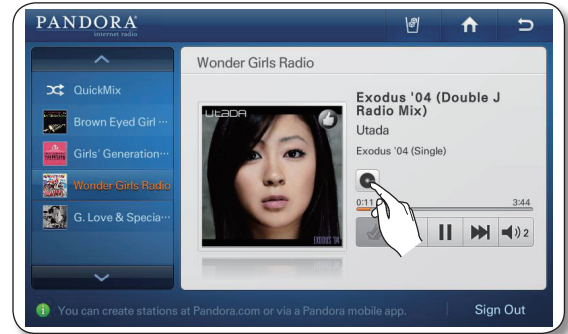 PANDORA
internet radio
QuickMix
Brown Eyed Girl ···
Girls' Generation···
Wonder Girls Radio
G. Love & Specia···
Wonder Girls Radio
UTADA
EXODUS '04
Exodus '04 (Double J
Radio Mix)
Utada
Exodus '04 (Single)
0:11
3:44
2
You can create stations at Pandora.com or via a Pandora mobile app.
Sign Out